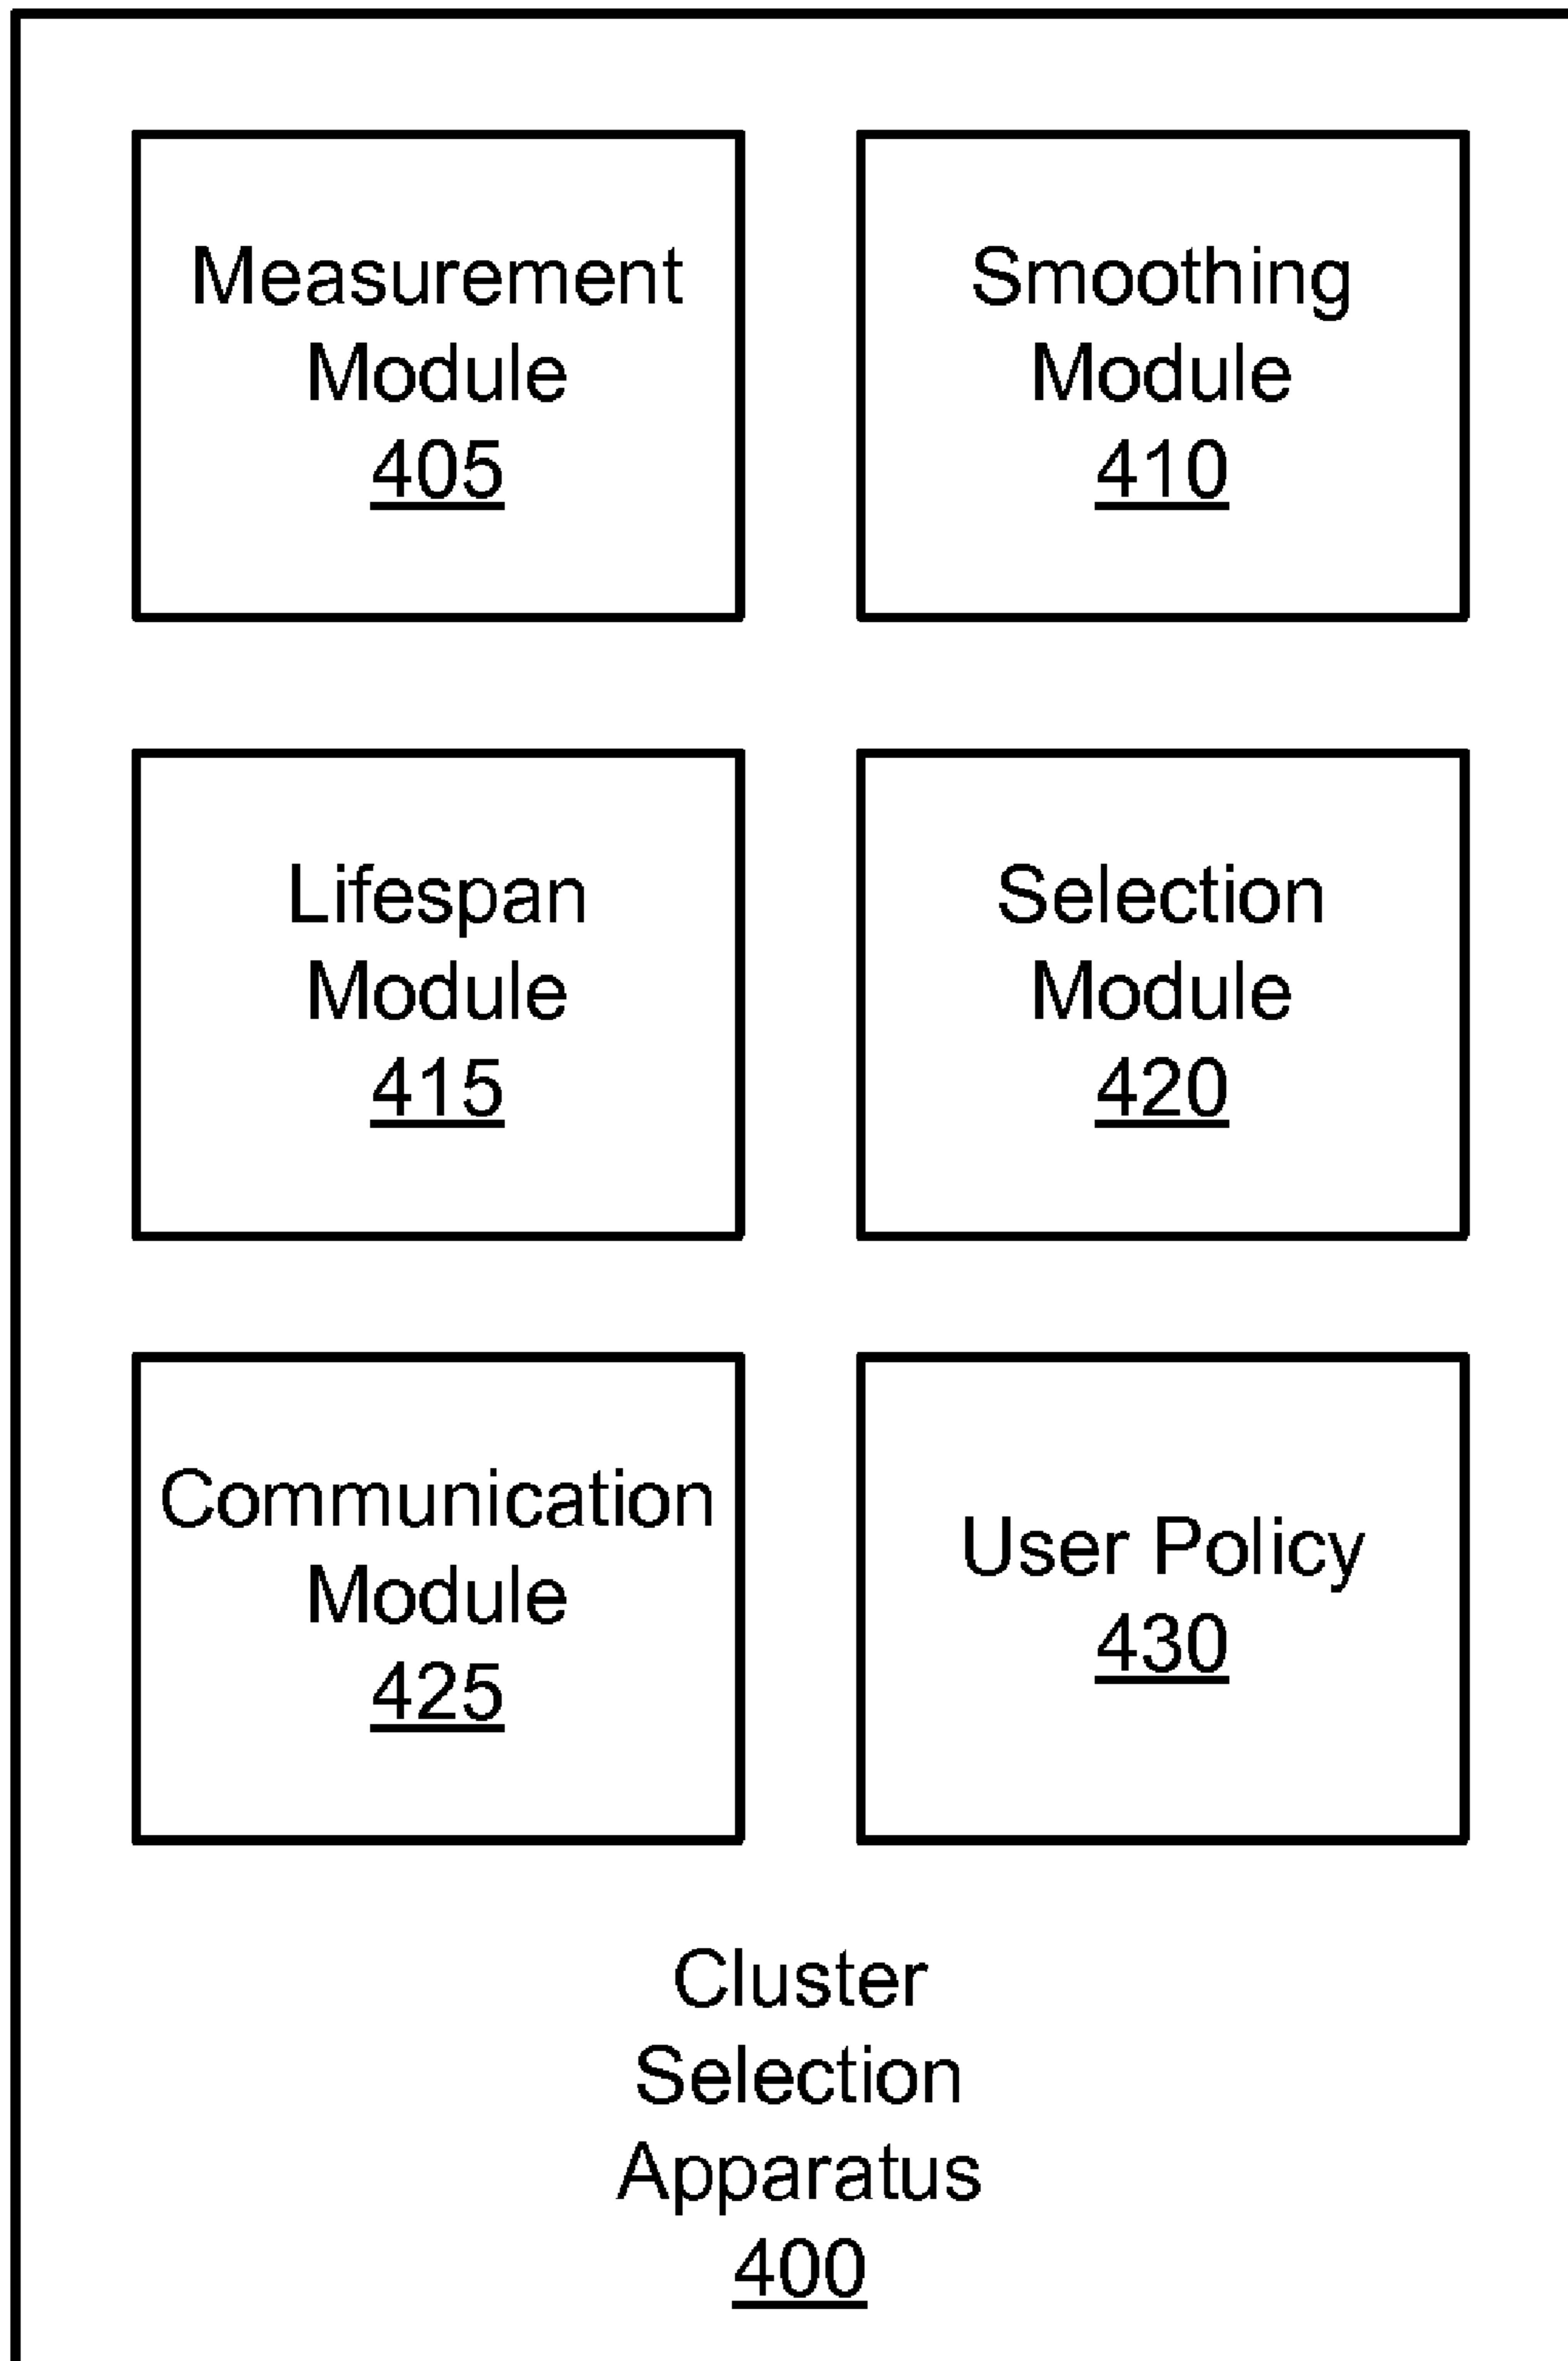 Measurement
Module
405
Smoothing
Module
410
Lifespan
Module
415
Selection
Module
420
Communication
Module
425
User Policy
430
Cluster
Selection
Apparatus
400